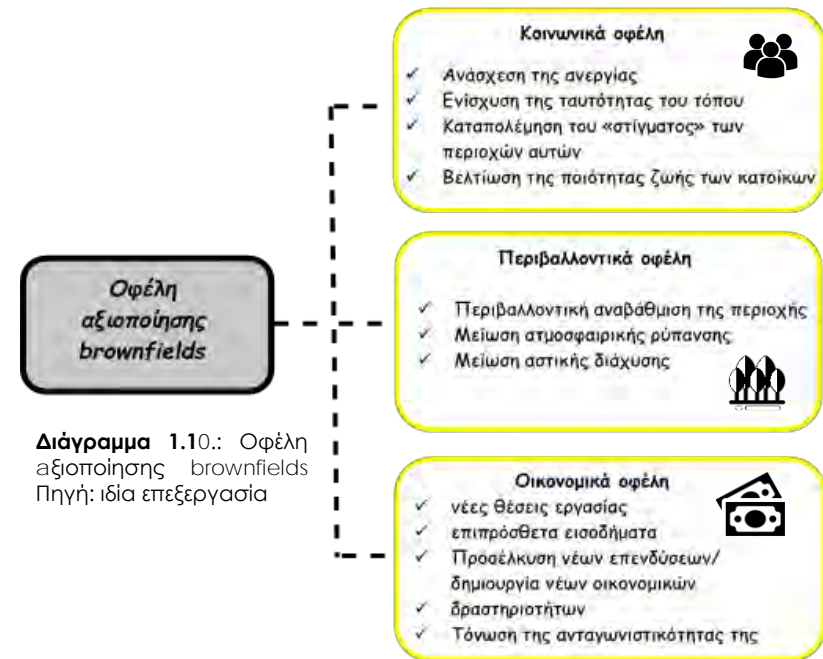 Κοινωνικά οφέλη
✓ Ανάσχεση της ανεργίας
✓ Ενίσχυση της ταυτότητας του τόπου
✓ Καταπολέμηση του «στίγματος» των
περιοχών αυτών
✓ Βελτίωση της ποιότητας ζωής των κατοίκων
Οφέλη
αξιοποίησης
brownfields
Περιβαλλοντικά οφέλη
✓ Περιβαλλοντική αναβάθμιση της περιοχής
✓ Μείωση ατμοσφαιρικής ρύπανσης
✓ Μείωση αστικής διάχυσης
Διάγραμμα 1.10.: Οφέλη
αξιοποίησης brownfields
Πηγή: ιδία επεξεργασία
Οικονομικά οφέλη
✓ νέες θέσεις εργασίας
✓ επιπρόσθετα εισοδήματα
✓ Προσέλκυση νέων επενδύσεων/
δημιουργία νέων οικονομικών
✓ δραστηριοτήτων
✓ Τόνωση της ανταγωνιστικότητας της